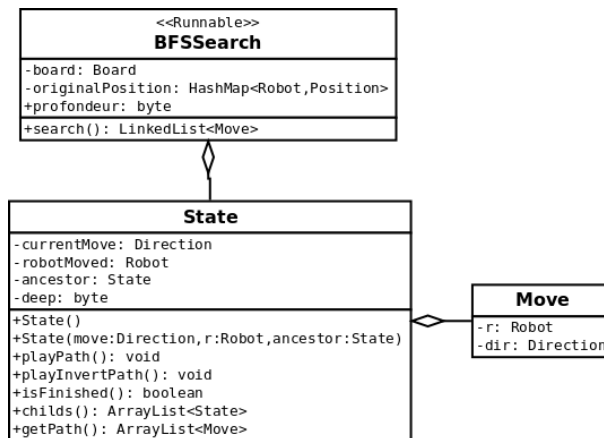 <<Runnable>>
BFSSearch
-board: Board
-originalPosition: HashMap<Robot,Position>
+profondeur: byte
+search(): LinkedList<Move>
State
-currentMove: Direction
-robotMoved: Robot
-ancestor: State
-deep: byte
+State()
+State(move:Direction,r:Robot,ancestor:State)
+playPath(): void
+playInvertPath(): void
+isFinished(): boolean
+childs(): ArrayList<State>
+getPath(): ArrayList<Move>
Move
-r: Robot
-dir: Direction